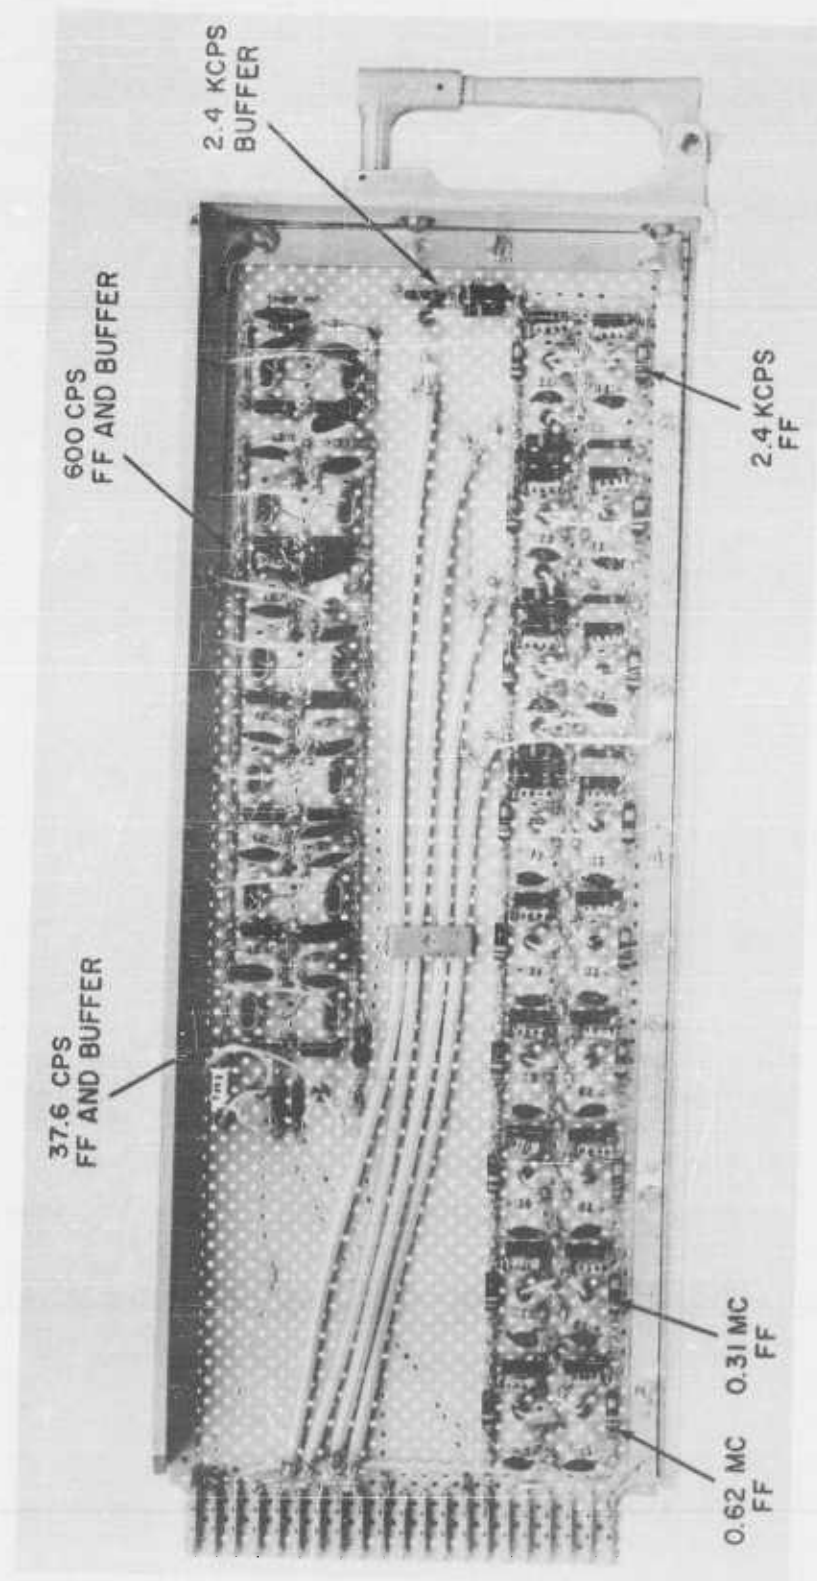 37.6 CPS
FF AND BUFFER
600 CPS
FF AND BUFFER
2.4 KCPS
BUFFER
0.62 MC
FF
0.31 MC
FF
2.4 KCPS
FF